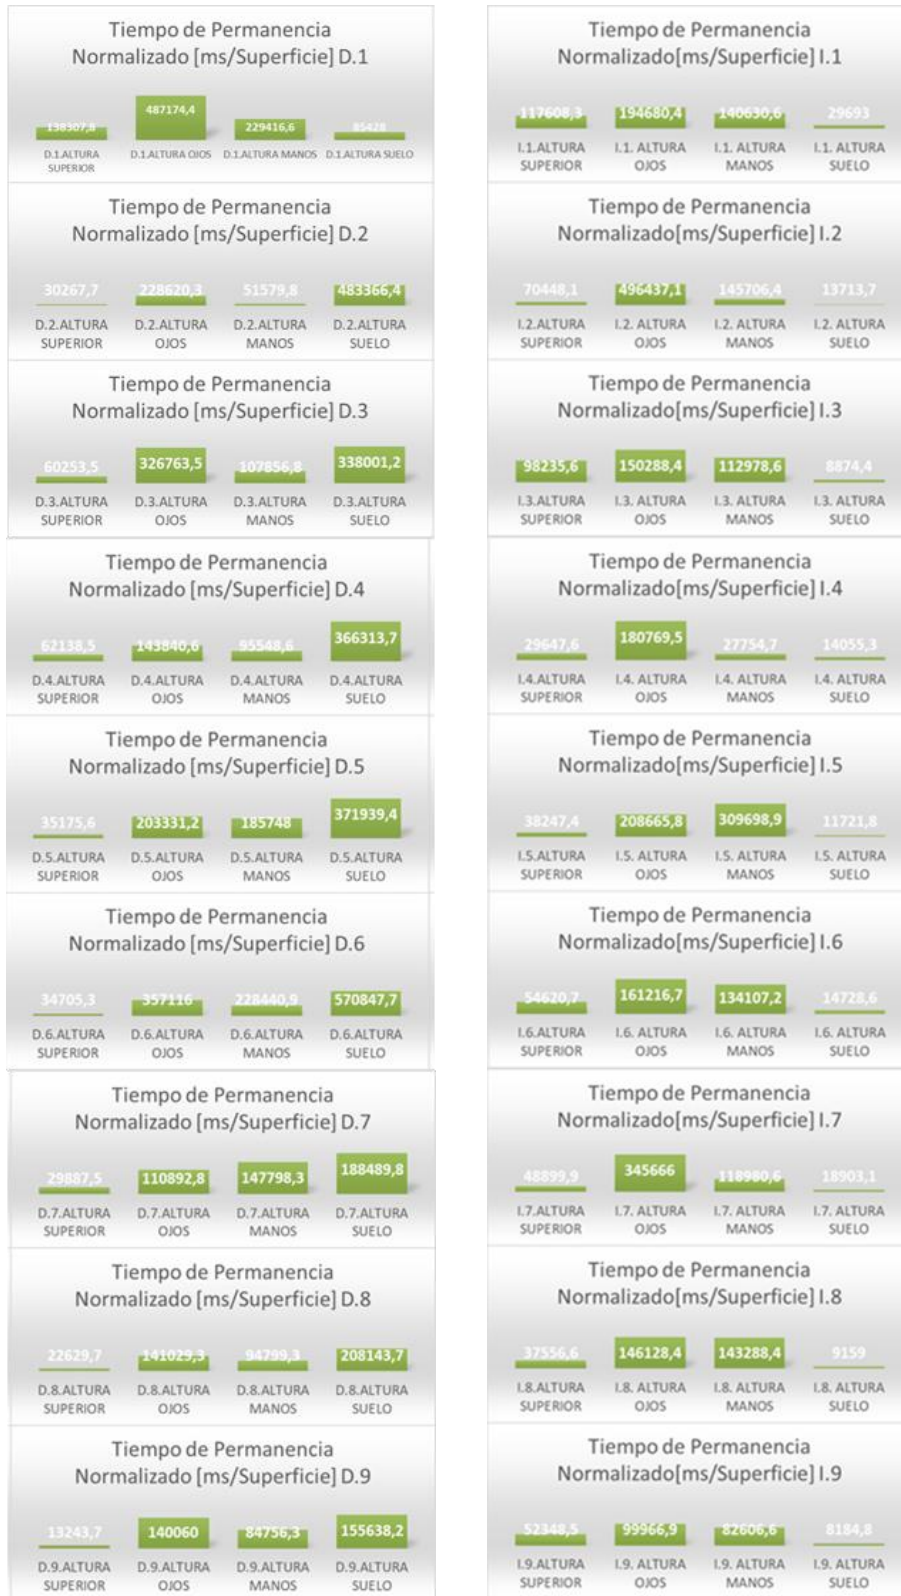 Tiempo de Permanencia
Normalizado [ms/Superficie] D.1
138307,8 487174,4 229416,6 85428
D.1.ALTURA SUPERIOR D.1.ALTURA OJOS D.1.ALTURA MANOS D.1.ALTURA SUELO
Tiempo de Permanencia
Normalizado [ms/Superficie] D.2
30267,7 228620,3 51579,8 483366,4
D.2.ALTURA D.2.ALTURA D.2.ALTURA D.2.ALTURA
SUPERIOR OJOS MANOS SUELO
Tiempo de Permanencia
Normalizado [ms/Superficie] D.3
60253,5 326763,5 107856,8 338001,2
D.3.ALTURA D.3.ALTURA D.3.ALTURA D.3.ALTURA
SUPERIOR OJOS MANOS SUELO
Tiempo de Permanencia
Normalizado [ms/Superficie] D.4
62138,5 143840,6 95548,6 366313,7
D.4.ALTURA D.4.ALTURA D.4.ALTURA D.4.ALTURA
SUPERIOR OJOS MANOS SUELO
Tiempo de Permanencia
Normalizado [ms/Superficie] D.5
35175,6 203331,2 185748 371939,4
D.5.ALTURA D.5.ALTURA D.5.ALTURA D.5.ALTURA
SUPERIOR OJOS MANOS SUELO
Tiempo de Permanencia
Normalizado [ms/Superficie] D.6
34705,3 357116 228440,9 570847,7
D.6.ALTURA D.6.ALTURA D.6.ALTURA D.6.ALTURA
SUPERIOR OJOS MANOS SUELO
Tiempo de Permanencia
Normalizado [ms/Superficie] D.7
29887,5 110892,8 147798,3 188489,8
D.7.ALTURA D.7.ALTURA D.7.ALTURA D.7.ALTURA
SUPERIOR OJOS MANOS SUELO
Tiempo de Permanencia
Normalizado [ms/Superficie] D.8
22629,7 141029,3 94799,3 208143,7
D.8.ALTURA D.8.ALTURA D.8.ALTURA D.8.ALTURA
SUPERIOR OJOS MANOS SUELO
Tiempo de Permanencia
Normalizado [ms/Superficie] D.9
13243,7 140060 84756,3 155638,2
D.9.ALTURA D.9.ALTURA D.9.ALTURA D.9.ALTURA
SUPERIOR OJOS MANOS SUELO
Tiempo de Permanencia
Normalizado[ms/Superficie] I.1
117608,3 194680,4 140630,6 29693
I.1.ALTURA I.1. ALTURA I.1. ALTURA I.1. ALTURA
SUPERIOR OJOS MANOS SUELO
Tiempo de Permanencia
Normalizado[ms/Superficie] I.2
70448,1 496437,1 145706,4 13713,7
I.2.ALTURA I.2. ALTURA I.2. ALTURA I.2. ALTURA
SUPERIOR OJOS MANOS SUELO
Tiempo de Permanencia
Normalizado[ms/Superficie] I.3
98235,6 150288,4 112978,6 8874,4
I.3.ALTURA I.3. ALTURA I.3. ALTURA I.3. ALTURA
SUPERIOR OJOS MANOS SUELO
Tiempo de Permanencia
Normalizado[ms/Superficie] I.4
29647,6 180769,5 27754,7 14055,3
I.4.ALTURA I.4. ALTURA I.4. ALTURA I.4. ALTURA
SUPERIOR OJOS MANOS SUELO
Tiempo de Permanencia
Normalizado[ms/Superficie] I.5
38247,4 208665,8 309698,9 11721,8
I.5.ALTURA I.5. ALTURA I.5. ALTURA I.5. ALTURA
SUPERIOR OJOS MANOS SUELO
Tiempo de Permanencia
Normalizado[ms/Superficie] I.6
54620,7 161216,7 134107,2 14728,6
I.6.ALTURA I.6. ALTURA I.6. ALTURA I.6. ALTURA
SUPERIOR OJOS MANOS SUELO
Tiempo de Permanencia
Normalizado[ms/Superficie] I.7
48899,9 345666 118980,6 18903,1
I.7.ALTURA I.7. ALTURA I.7. ALTURA I.7. ALTURA
SUPERIOR OJOS MANOS SUELO
Tiempo de Permanencia
Normalizado[ms/Superficie] I.8
37556,6 146128,4 143288,4 9159
I.8.ALTURA I.8. ALTURA I.8. ALTURA I.8. ALTURA
SUPERIOR OJOS MANOS SUELO
Tiempo de Permanencia
Normalizado[ms/Superficie] I.9
52348,5 99966,9 82606,6 8184,8
I.9.ALTURA I.9. ALTURA I.9. ALTURA I.9. ALTURA
SUPERIOR OJOS MANOS SUELO